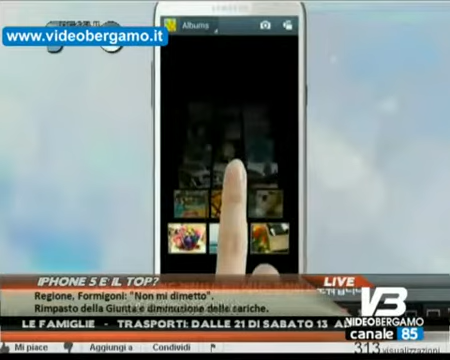 SAMSUNG
www.videobergamo.it
Albums
IPHONE 5 E' IL TOP?
LIVE
Regione, Formigoni: "Non mi dimetto".
Rimpasto della Giunta e diminuzione delle cariche.
VB
VIDEOBERGAMO
canale 85
LE FAMIGLIE - TRASPORTI: DALLE 21 DI SABATO 13
Mi piace
Aggiungi a
Condividi
313
visualizzazioni